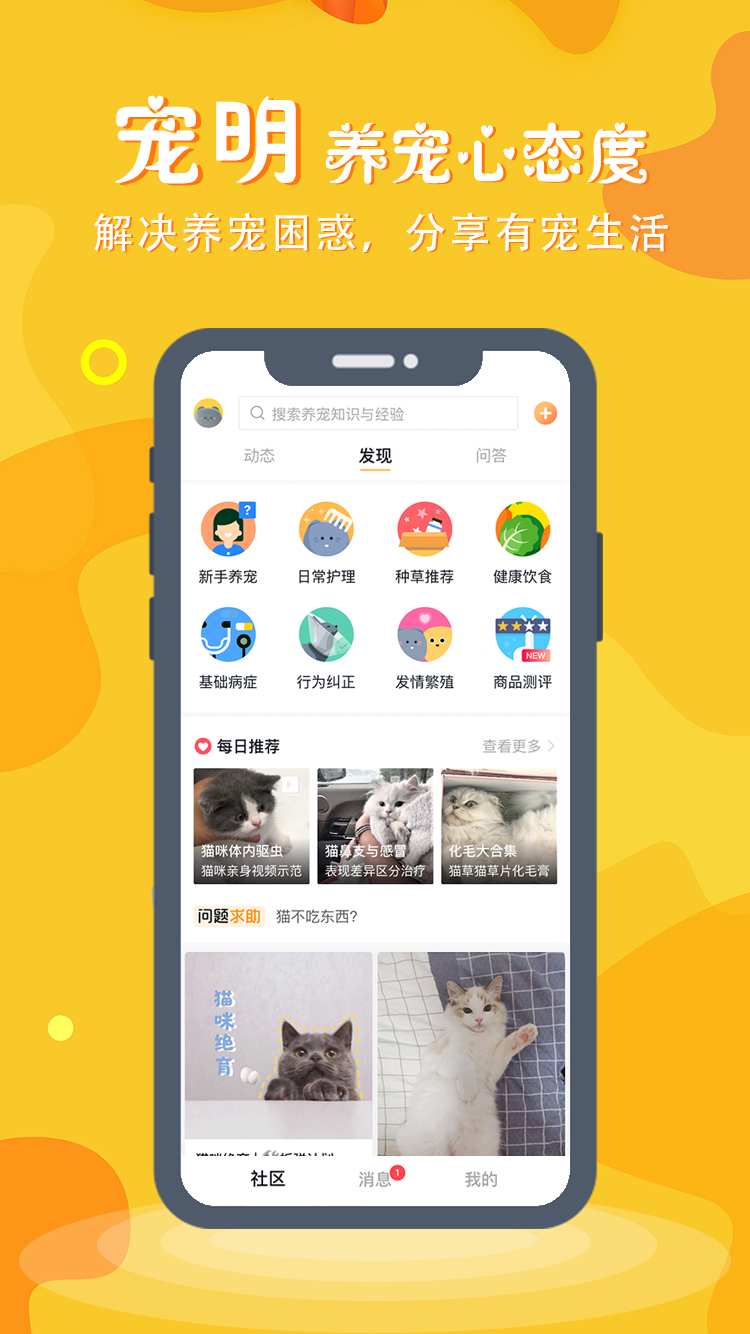 宠明 养宠心态度
解决养宠困惑，分享有宠生活
搜索养宠知识与经验
动态 发现 问答
?
新手养宠 日常护理 种草推荐 健康饮食
NEW
基础病症 行为纠正 发情繁殖 商品测评
每日推荐 查看更多
猫咪体内驱虫 猫鼻支与感冒 化毛大合集
猫咪亲身视频示范 表现差异区分治疗 猫草猫草片化毛膏
问题求助 猫不吃东西?
猫咪绝育
社区 消息 1 我的